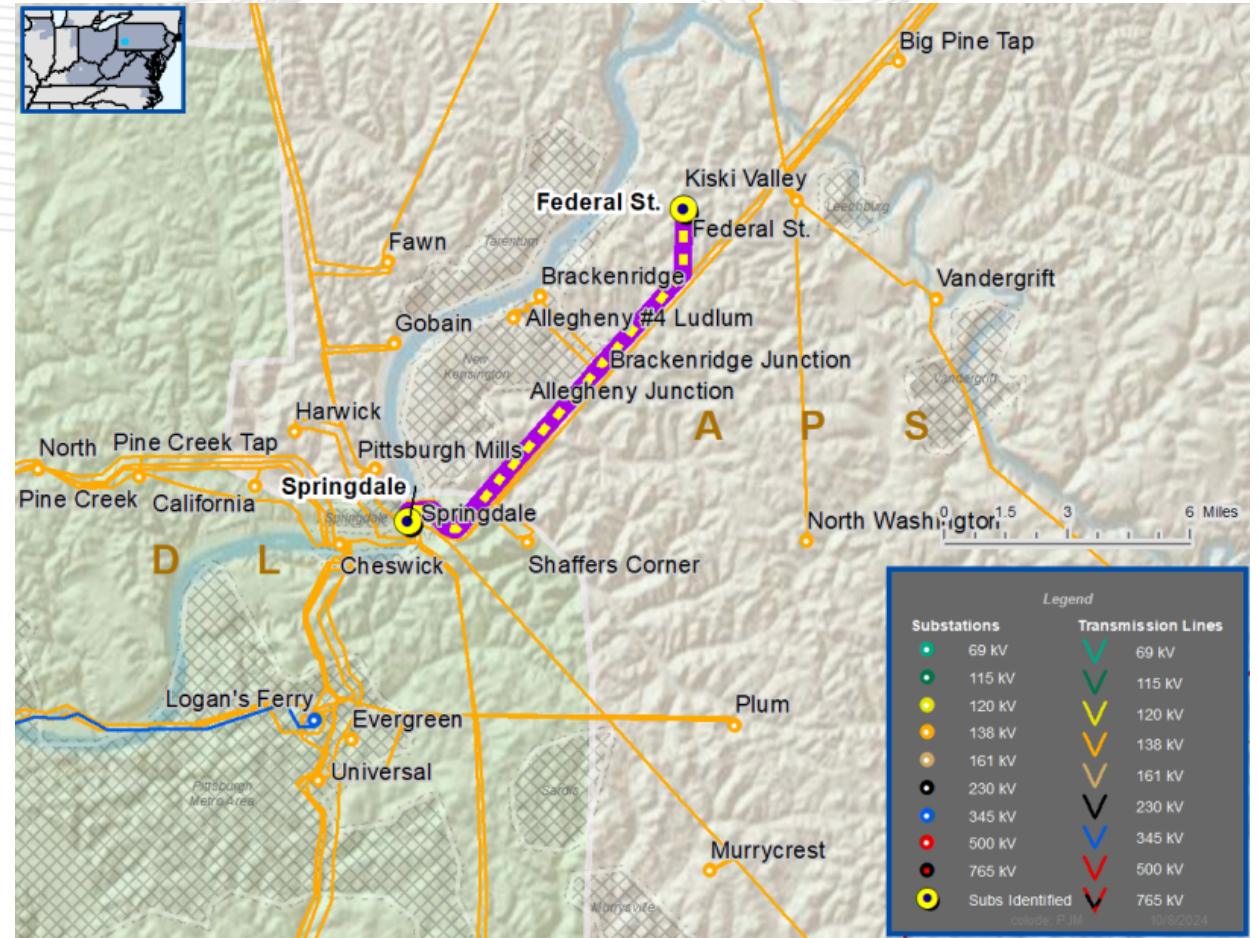 Big Pine Tap
Kiski Valley
Federal St.
Leechburg
Federal St.
Fawn
Tarentum
Brackenridge
Vandergrift
Gobain
Allegheny #4 Ludlum
New
Kensington
Brackenridge Junction
Vandergrift
Allegheny Junction
Harwick
A P S
North
Pine Creek Tap
Pittsburgh Mills
Pine Creek
California
Springdale
Springdale
Springdale
North Washington
0 1.5 3 6 Miles
D L
Cheswick
Shaffers Corner
Logan's Ferry
Evergreen
Plum
Universal
Pittsburgh
Metro Area
Sardis
Murrycrest
Murrysville
Legend
Substations
69 kV
115 kV
120 kV
138 kV
161 kV
230 kV
345 kV
500 kV
765 kV
Subs Identified
Transmission Lines
69 kV
115 kV
120 kV
138 kV
161 kV
230 kV
345 kV
500 kV
765 kV
colode, PJM
10/8/2024